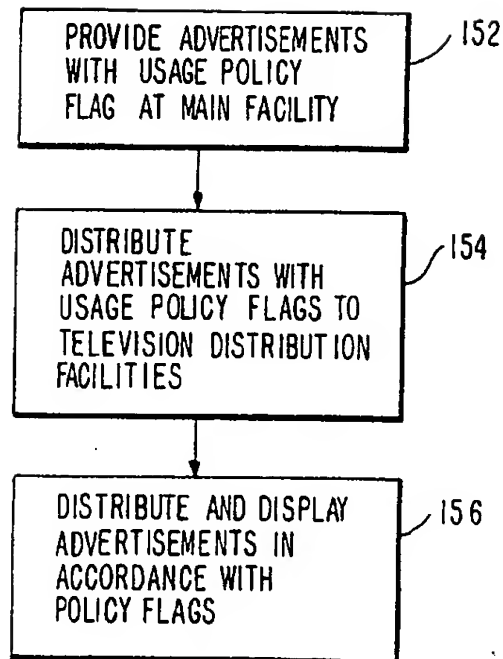 PROVIDE ADVERTISEMENTS
WITH USAGE POLICY
FLAG AT MAIN FACILITY
152
DISTRIBUTE
ADVERTISEMENTS WITH
USAGE POLICY FLAGS TO
TELEVISION DISTRIBUTION
FACILITIES
154
DISTRIBUTE AND DISPLAY
ADVERTISEMENTS IN
ACCORDANCE WITH
POLICY FLAGS
156